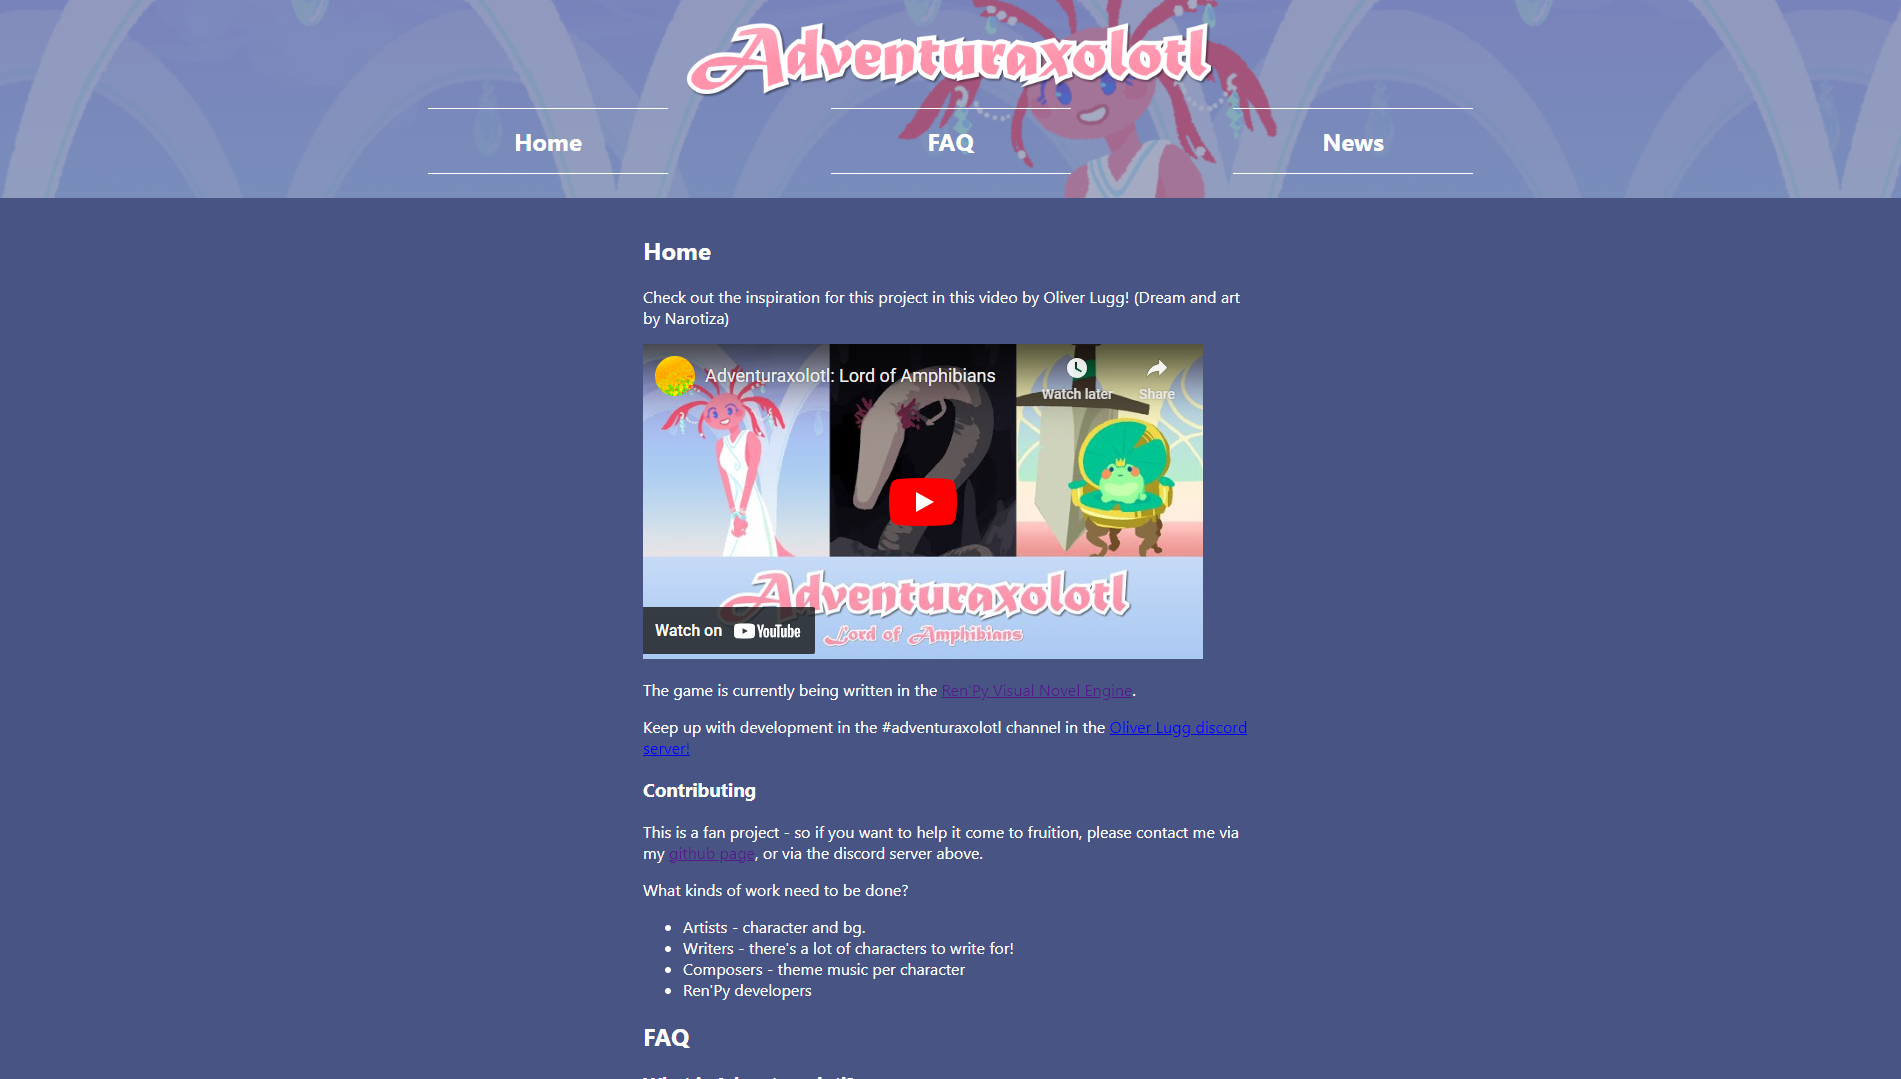 Adventuraxolotl
Home FAQ News
Home
Check out the inspiration for this project in this video by Oliver Lugg! (Dream and art
by Narotiza)
Adventuraxolotl: Lord of Amphibians
Watch later Share
Adventuraxolotl
Lord of Amphibians
Watch on YouTube
The game is currently being written in the Ren'Py Visual Novel Engine.
Keep up with development in the #adventuraxolotl channel in the Oliver Lugg discord
server!
Contributing
This is a fan project - so if you want to help it come to fruition, please contact me via
my github page, or via the discord server above.
What kinds of work need to be done?
• Artists - character and bg.
• Writers - there's a lot of characters to write for!
• Composers - theme music per character
• Ren'Py developers
FAQ